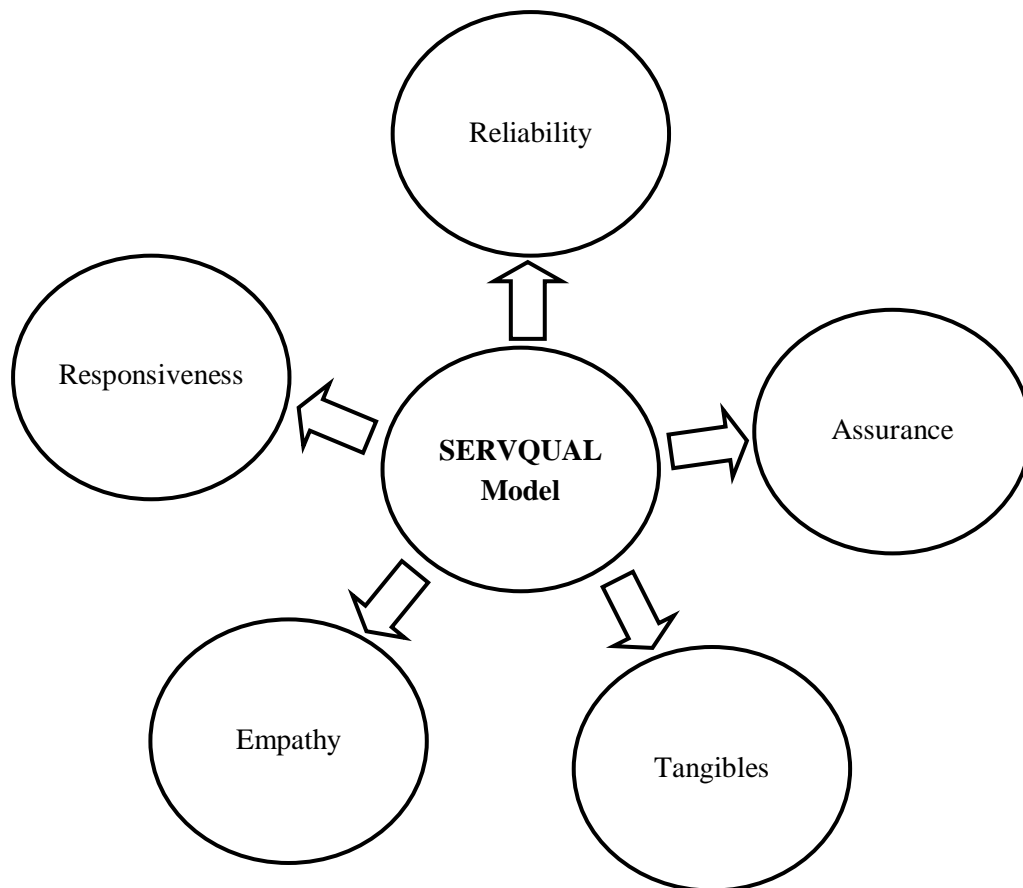 Reliability
Responsiveness
Assurance
SERVQUAL
Model
Empathy
Tangibles